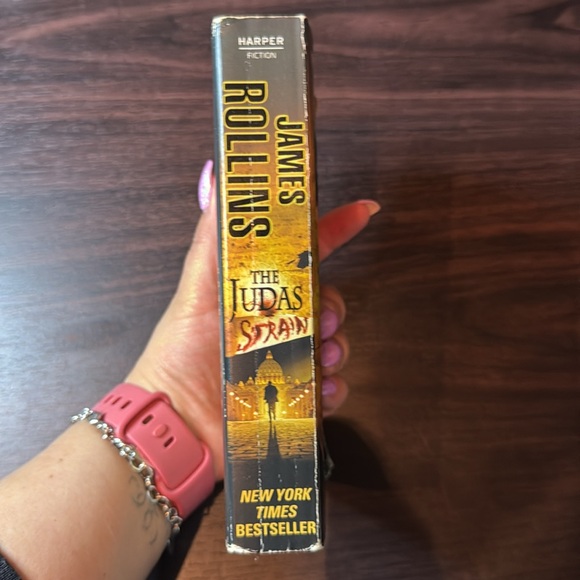 HARPER
FICTION
JAMES
ROLLINS
THE
JUDAS
STRAIN
NEW YORK
TIMES
BESTSELLER